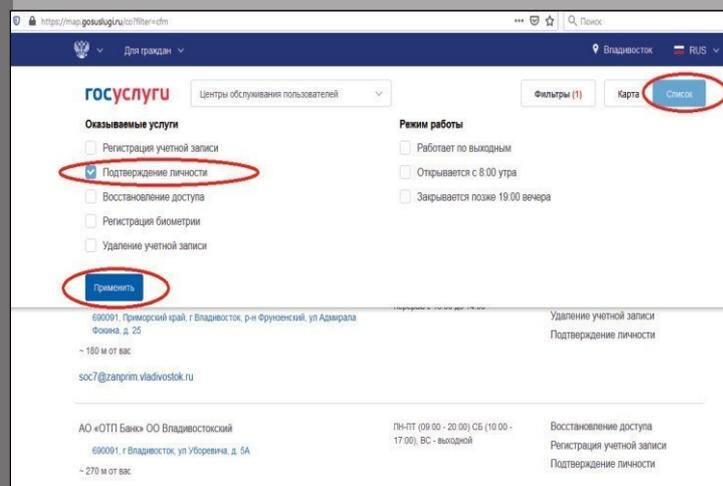 https://map.gosuslugi.ru/co?filter=cfm
Поиск
Для граждан
Владивосток
RUS
госуслуги
Центры обслуживания пользователей
Фильтры (1)
Карта
Список
Оказываемые услуги
Режим работы
Регистрация учетной записи
Работает по выходным
Подтверждение личности
Открывается с 8:00 утра
Восстановление доступа
Закрывается позже 19:00 вечера
Регистрация биометрии
Удаление учетной записи
Применить
690091, Приморский край, г Владивосток, р-н Фрунзенский, ул Адмирала
Фокина, д. 25
Удаление учетной записи
Подтверждение личности
~ 180 м от вас
soc7@zanprim.vladivostok.ru
АО «ОТП Банк» ОО Владивостокский
ПН-ПТ (09:00 - 20:00) СБ (10:00 -
17:00), ВС - выходной
Восстановление доступа
Регистрация учетной записи
Подтверждение личности
690091, г Владивосток, ул Уборевича, д. 5А
~ 270 м от вас